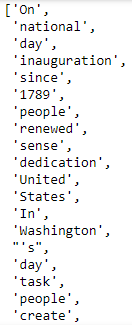 ['On',
'national',
'day',
'inauguration',
'since',
'1789',
'people',
'renewed',
'sense',
'dedication',
'United',
'States',
'In',
'Washington',
"'s",
'day',
'task',
'people',
'create',